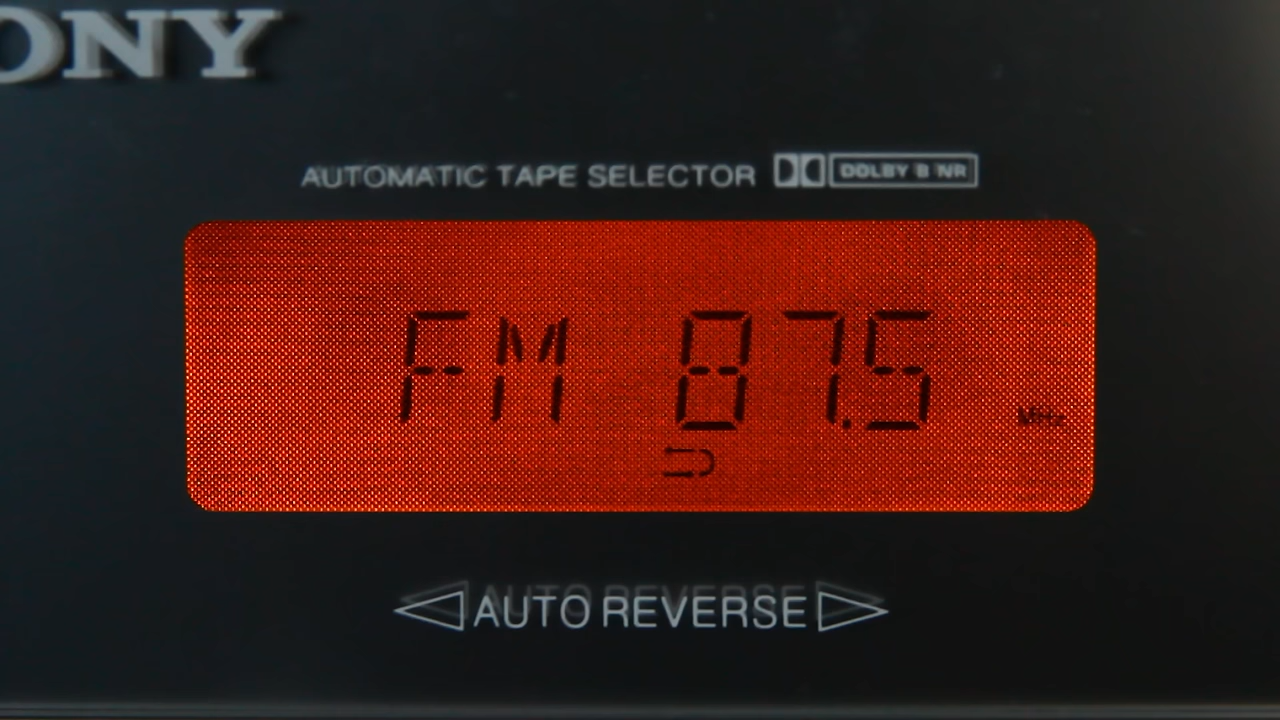 ONY
AUTOMATIC TAPE SELECTOR DOLBY B NR
FM 87.5 MHz
AUTO REVERSE